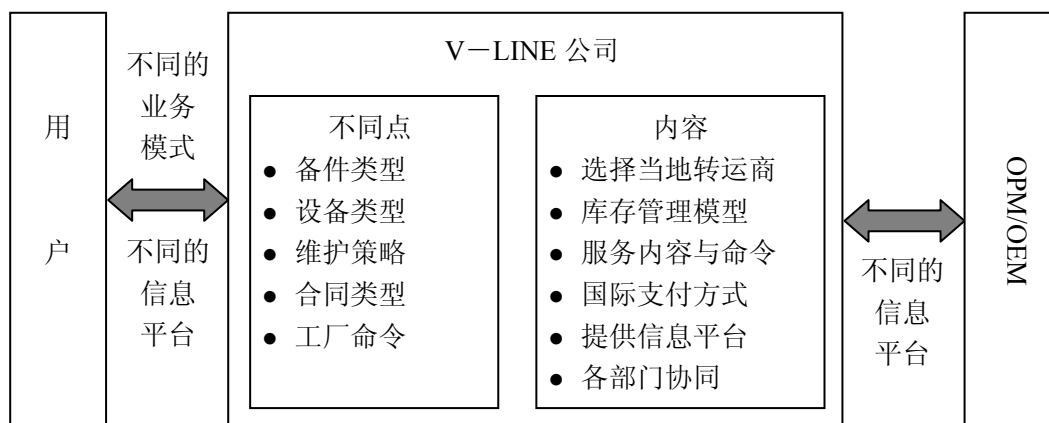 用
户
不同的
业务
模式
不同的
信息
平台
V－LINE 公司
不同点
● 备件类型
● 设备类型
● 维护策略
● 合同类型
● 工厂命令
内容
● 选择当地转运商
● 库存管理模型
● 服务内容与命令
● 国际支付方式
● 提供信息平台
● 各部门协同
不同的
信息
平台
OPM/OEM